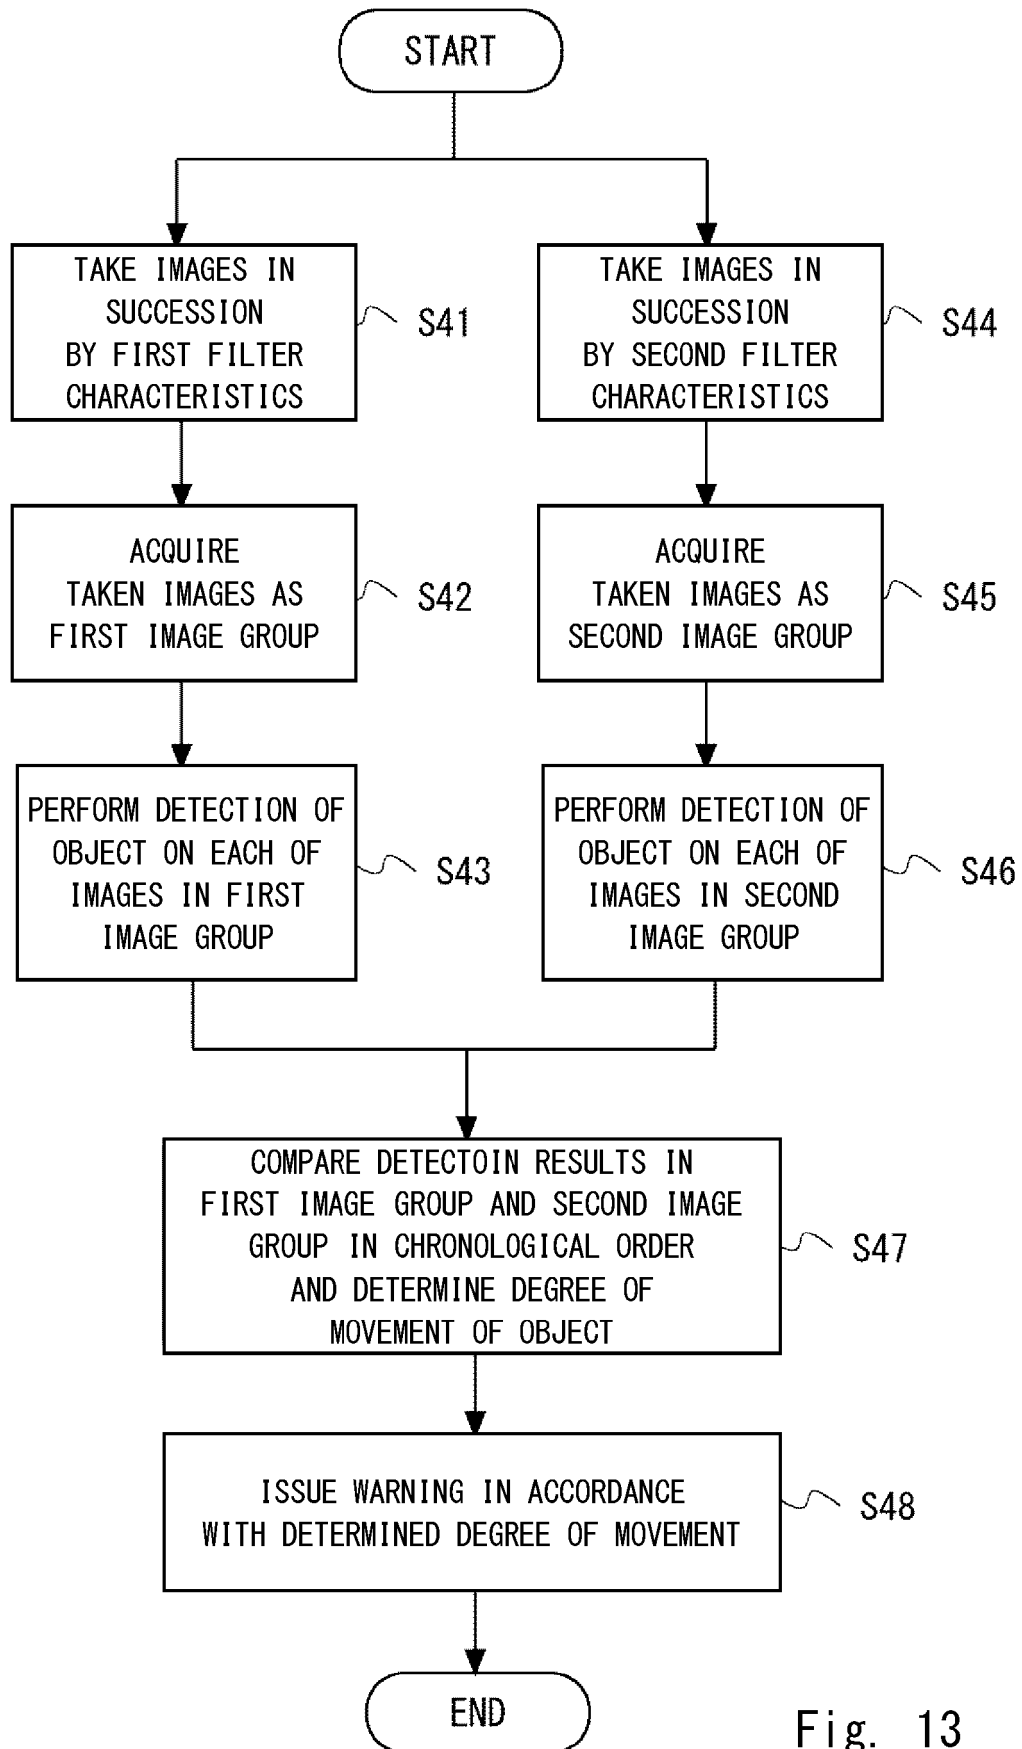 START
TAKE IMAGES IN
SUCCESSION
BY FIRST FILTER
CHARACTERISTICS
S41
TAKE IMAGES IN
SUCCESSION
BY SECOND FILTER
CHARACTERISTICS
S44
ACQUIRE
TAKEN IMAGES AS
FIRST IMAGE GROUP
S42
ACQUIRE
TAKEN IMAGES AS
SECOND IMAGE GROUP
S45
PERFORM DETECTION OF
OBJECT ON EACH OF
IMAGES IN FIRST
IMAGE GROUP
S43
PERFORM DETECTION OF
OBJECT ON EACH OF
IMAGES IN SECOND
IMAGE GROUP
S46
COMPARE DETECTOIN RESULTS IN
FIRST IMAGE GROUP AND SECOND IMAGE
GROUP IN CHRONOLOGICAL ORDER
AND DETERMINE DEGREE OF
MOVEMENT OF OBJECT
S47
ISSUE WARNING IN ACCORDANCE
WITH DETERMINED DEGREE OF MOVEMENT
S48
END
Fig. 13